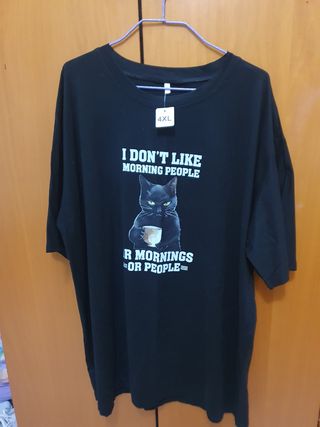 4XL
I DON'T LIKE
MORNING PEOPLE
OR MORNINGS
OR PEOPLE